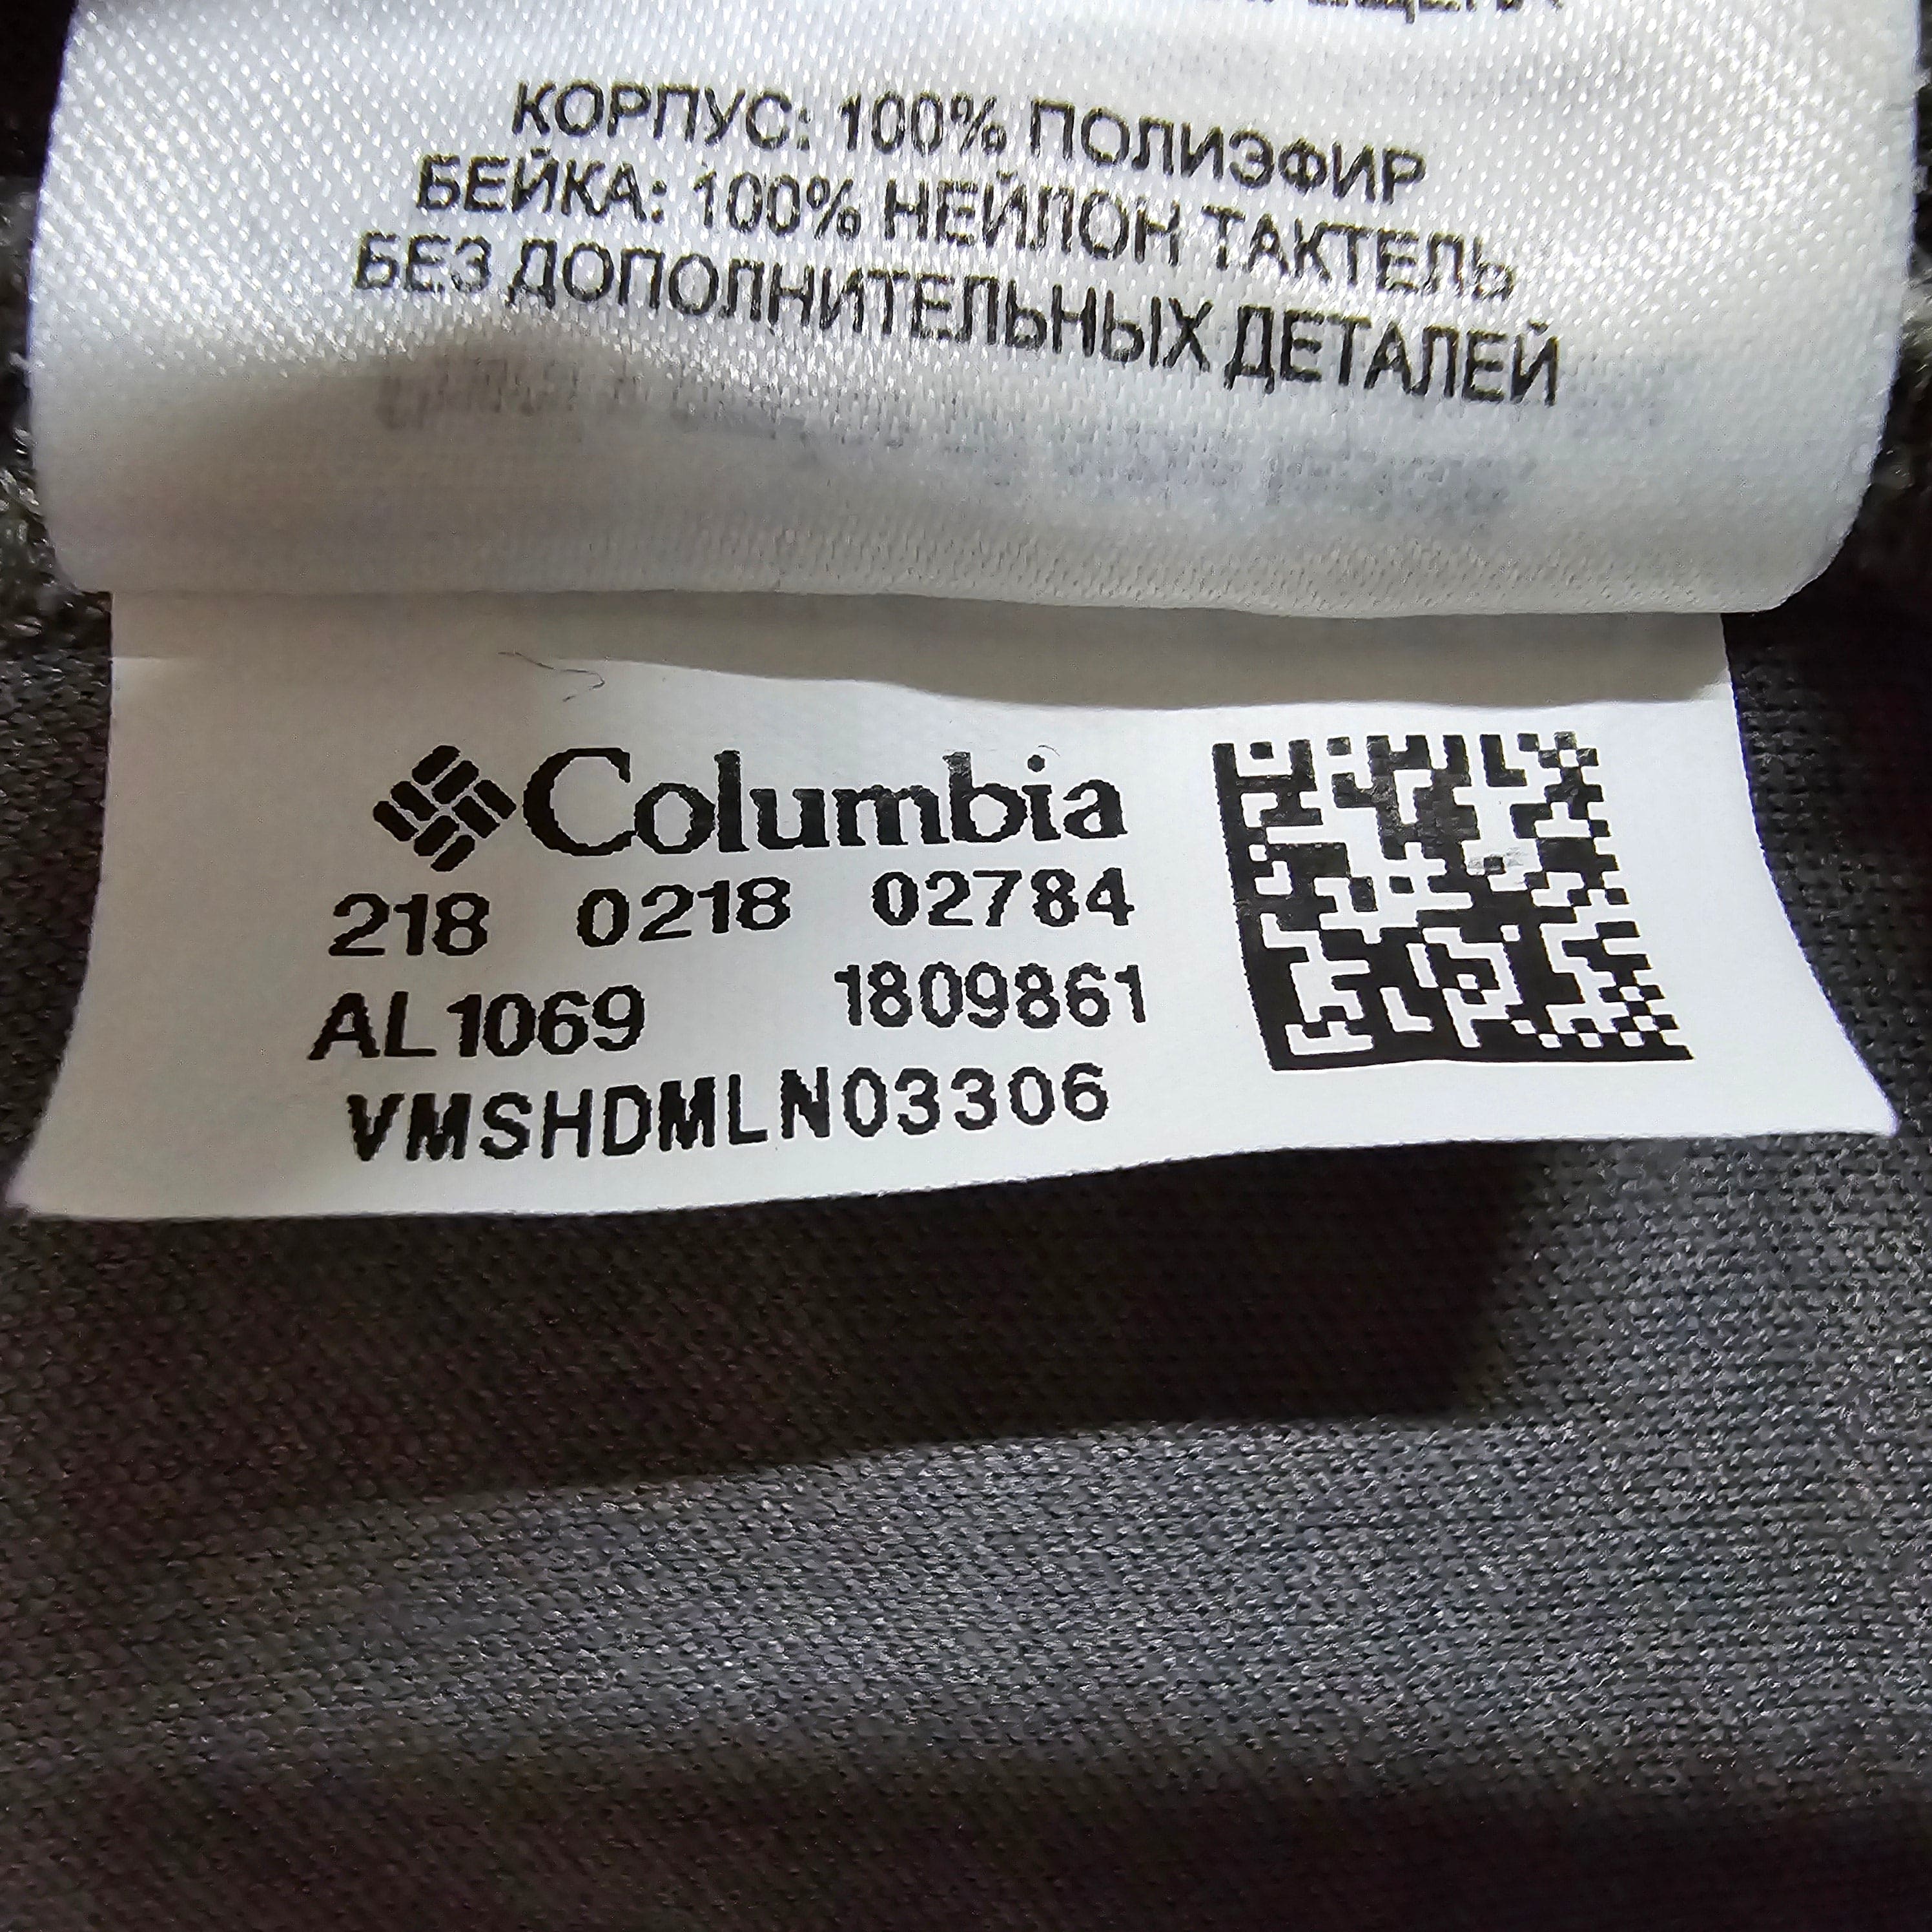 КОРПУС: 100% ПОЛИЭФИР
БЕЙКА: 100% НЕЙЛОН ТАКТЕЛЬ
БЕЗ ДОПОЛНИТЕЛЬНЫХ ДЕТАЛЕЙ
Columbia
218 0218 02784
AL1069 1809861
VMSHDMLN03306